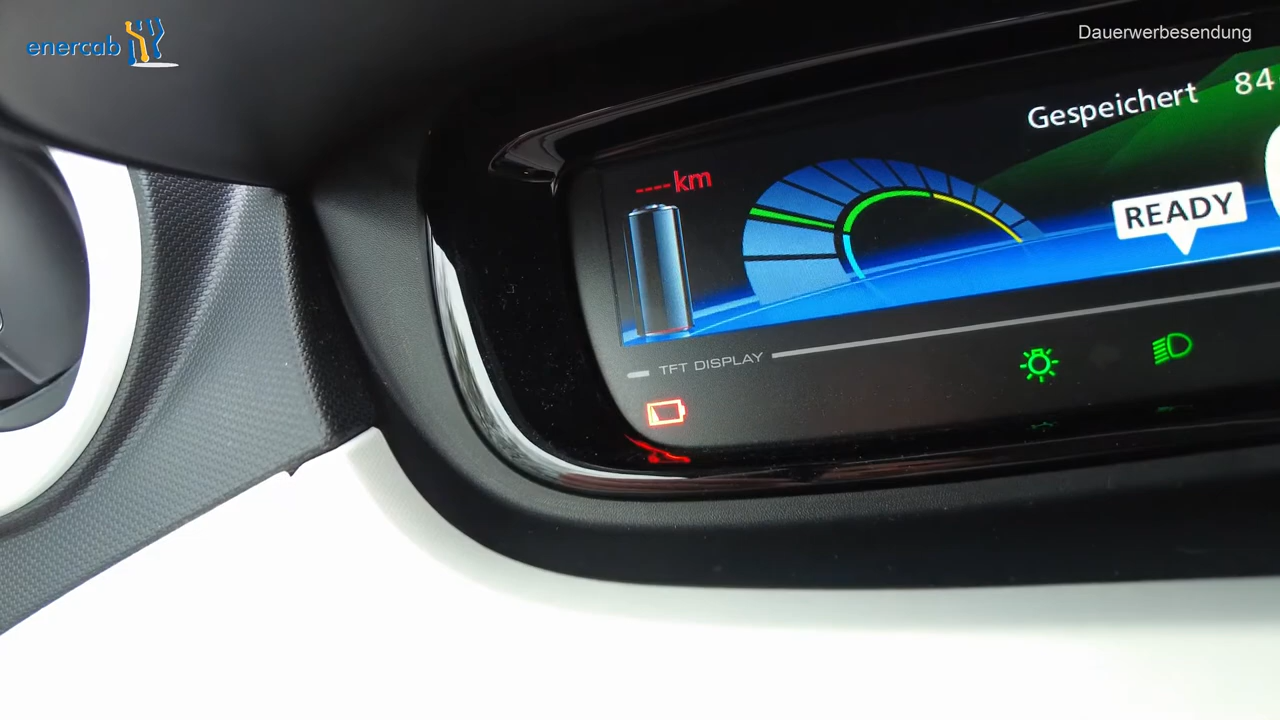 enercab
Dauerwerbesendung
Gespeichert 84
----km
READY
TFT DISPLAY